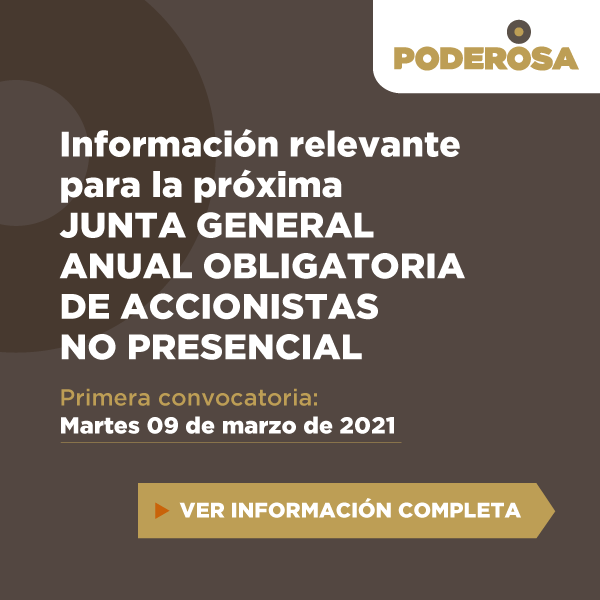 PODEROSA
Información relevante
para la próxima
JUNTA GENERAL
ANUAL OBLIGATORIA
DE ACCIONISTAS
NO PRESENCIAL
Primera convocatoria:
Martes 09 de marzo de 2021
VER INFORMACIÓN COMPLETA